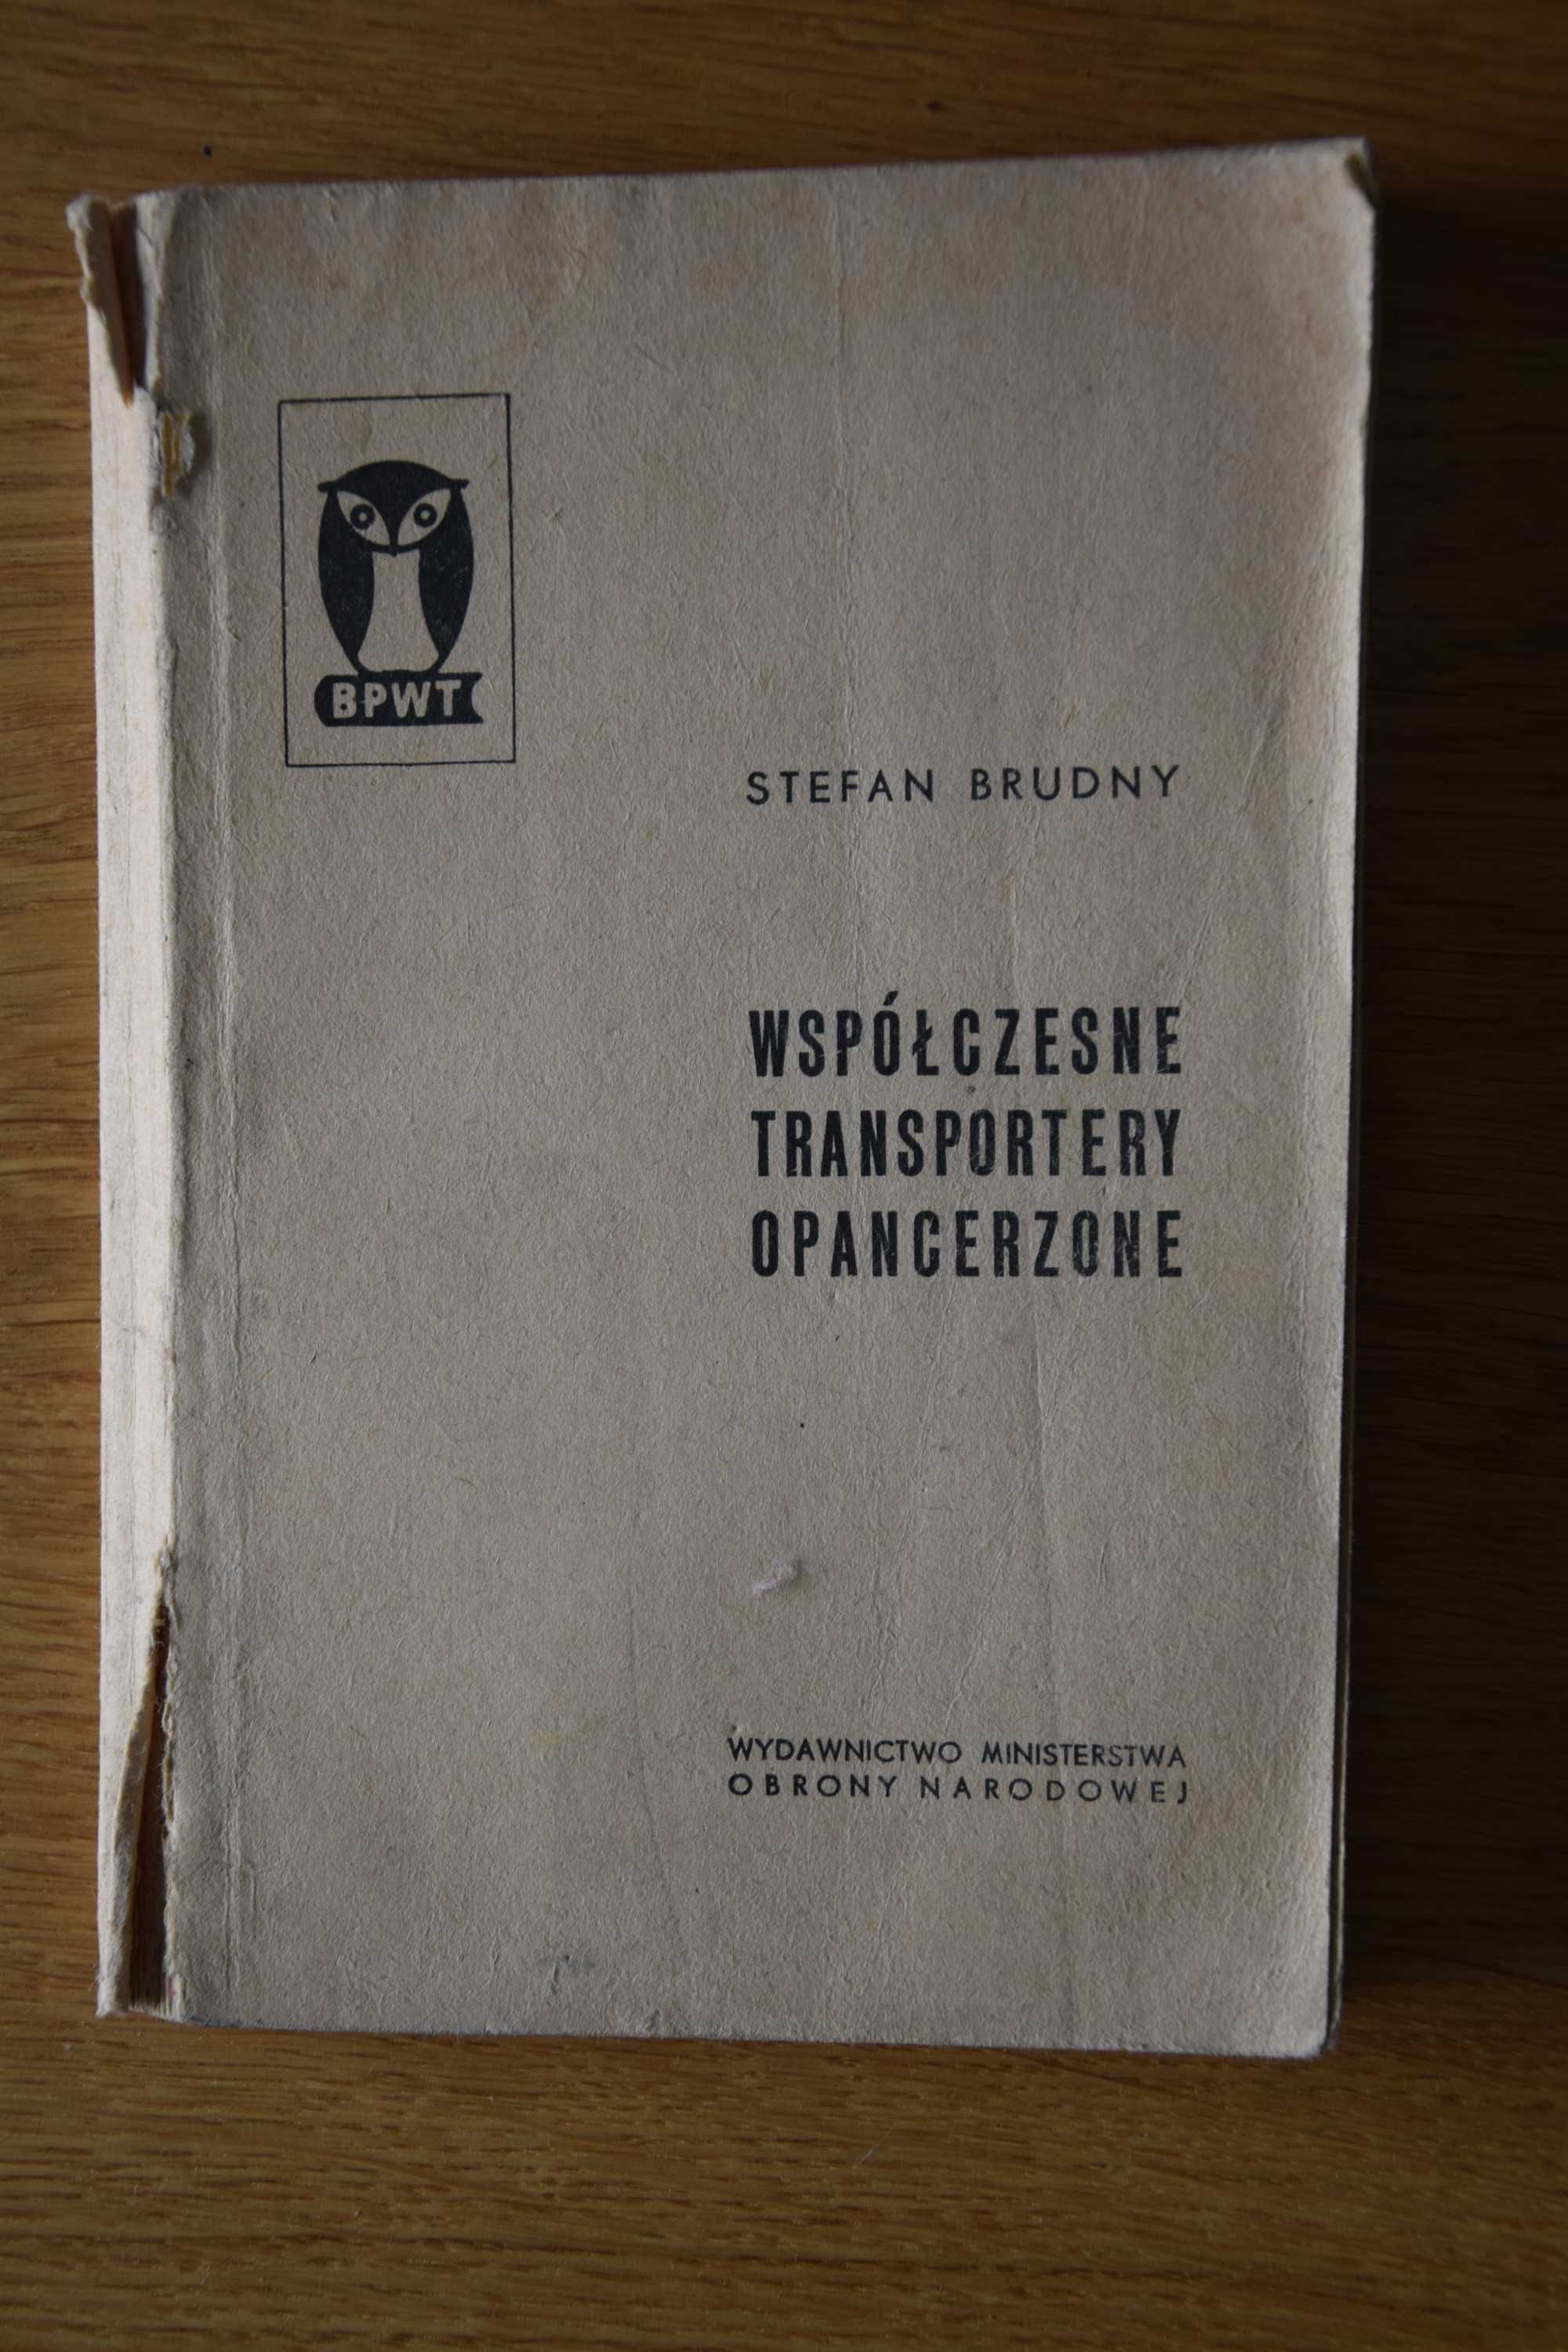 BPWT
STEFAN BRUDNY
WSPÓŁCZESNE
TRANSPORTERY
OPANCERZONE
WYDAWNICTWO MINISTERSTWA
OBRONY NARODOWEJ